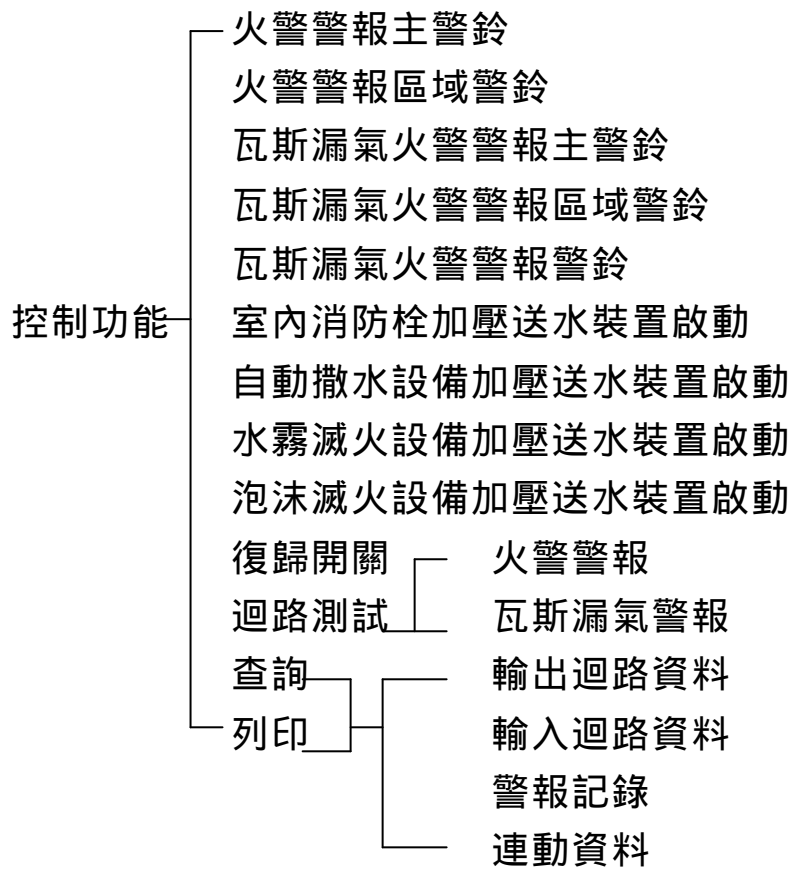 火警警報主警鈴
火警警報區域警鈴
瓦斯漏氣火警警報主警鈴
瓦斯漏氣火警警報區域警鈴
瓦斯漏氣火警警報警鈴
控制功能 室內消防栓加壓送水裝置啟動
自動撒水設備加壓送水裝置啟動
水霧滅火設備加壓送水裝置啟動
泡沫滅火設備加壓送水裝置啟動
復歸開關 火警警報
迴路測試 瓦斯漏氣警報
查詢 輸出迴路資料
列印 輸入迴路資料
警報記錄
連動資料